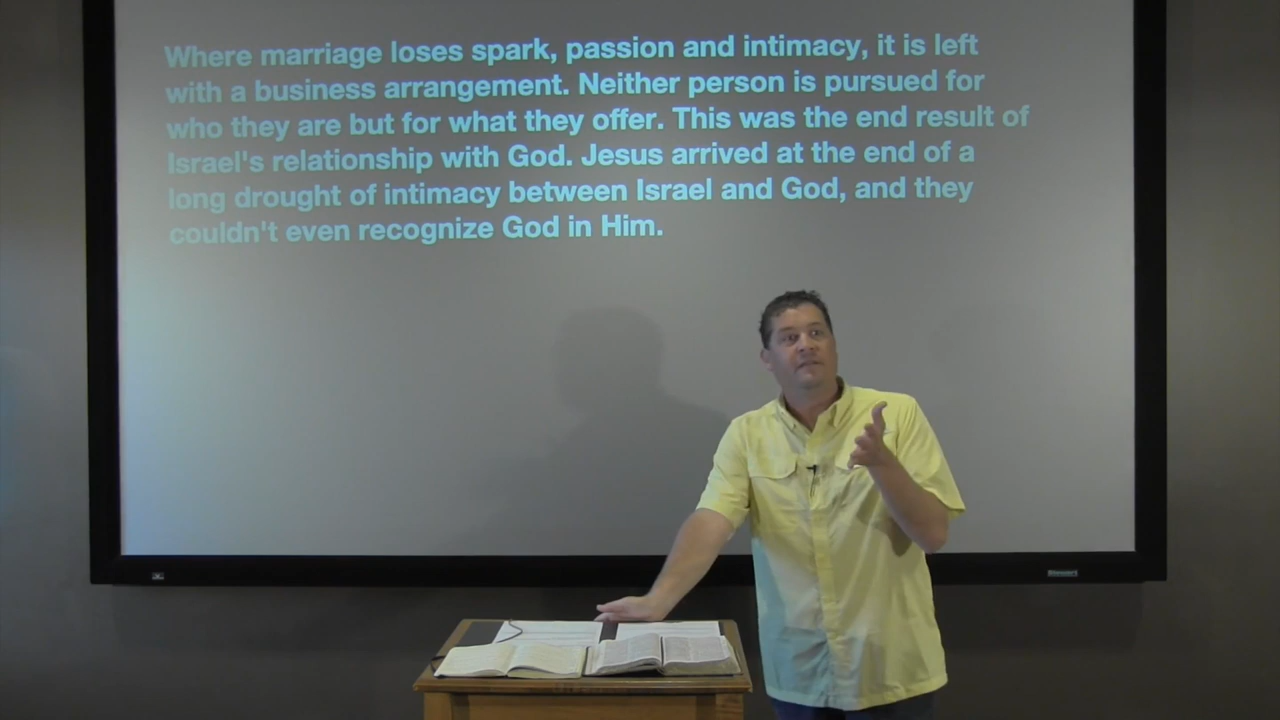 Where marriage loses spark, passion and intimacy, it is left
with a business arrangement. Neither person is pursued for
who they are but for what they offer. This was the end result of
Israel's relationship with God. Jesus arrived at the end of a
long drought of intimacy between Israel and God, and they
couldn't even recognize God in Him.